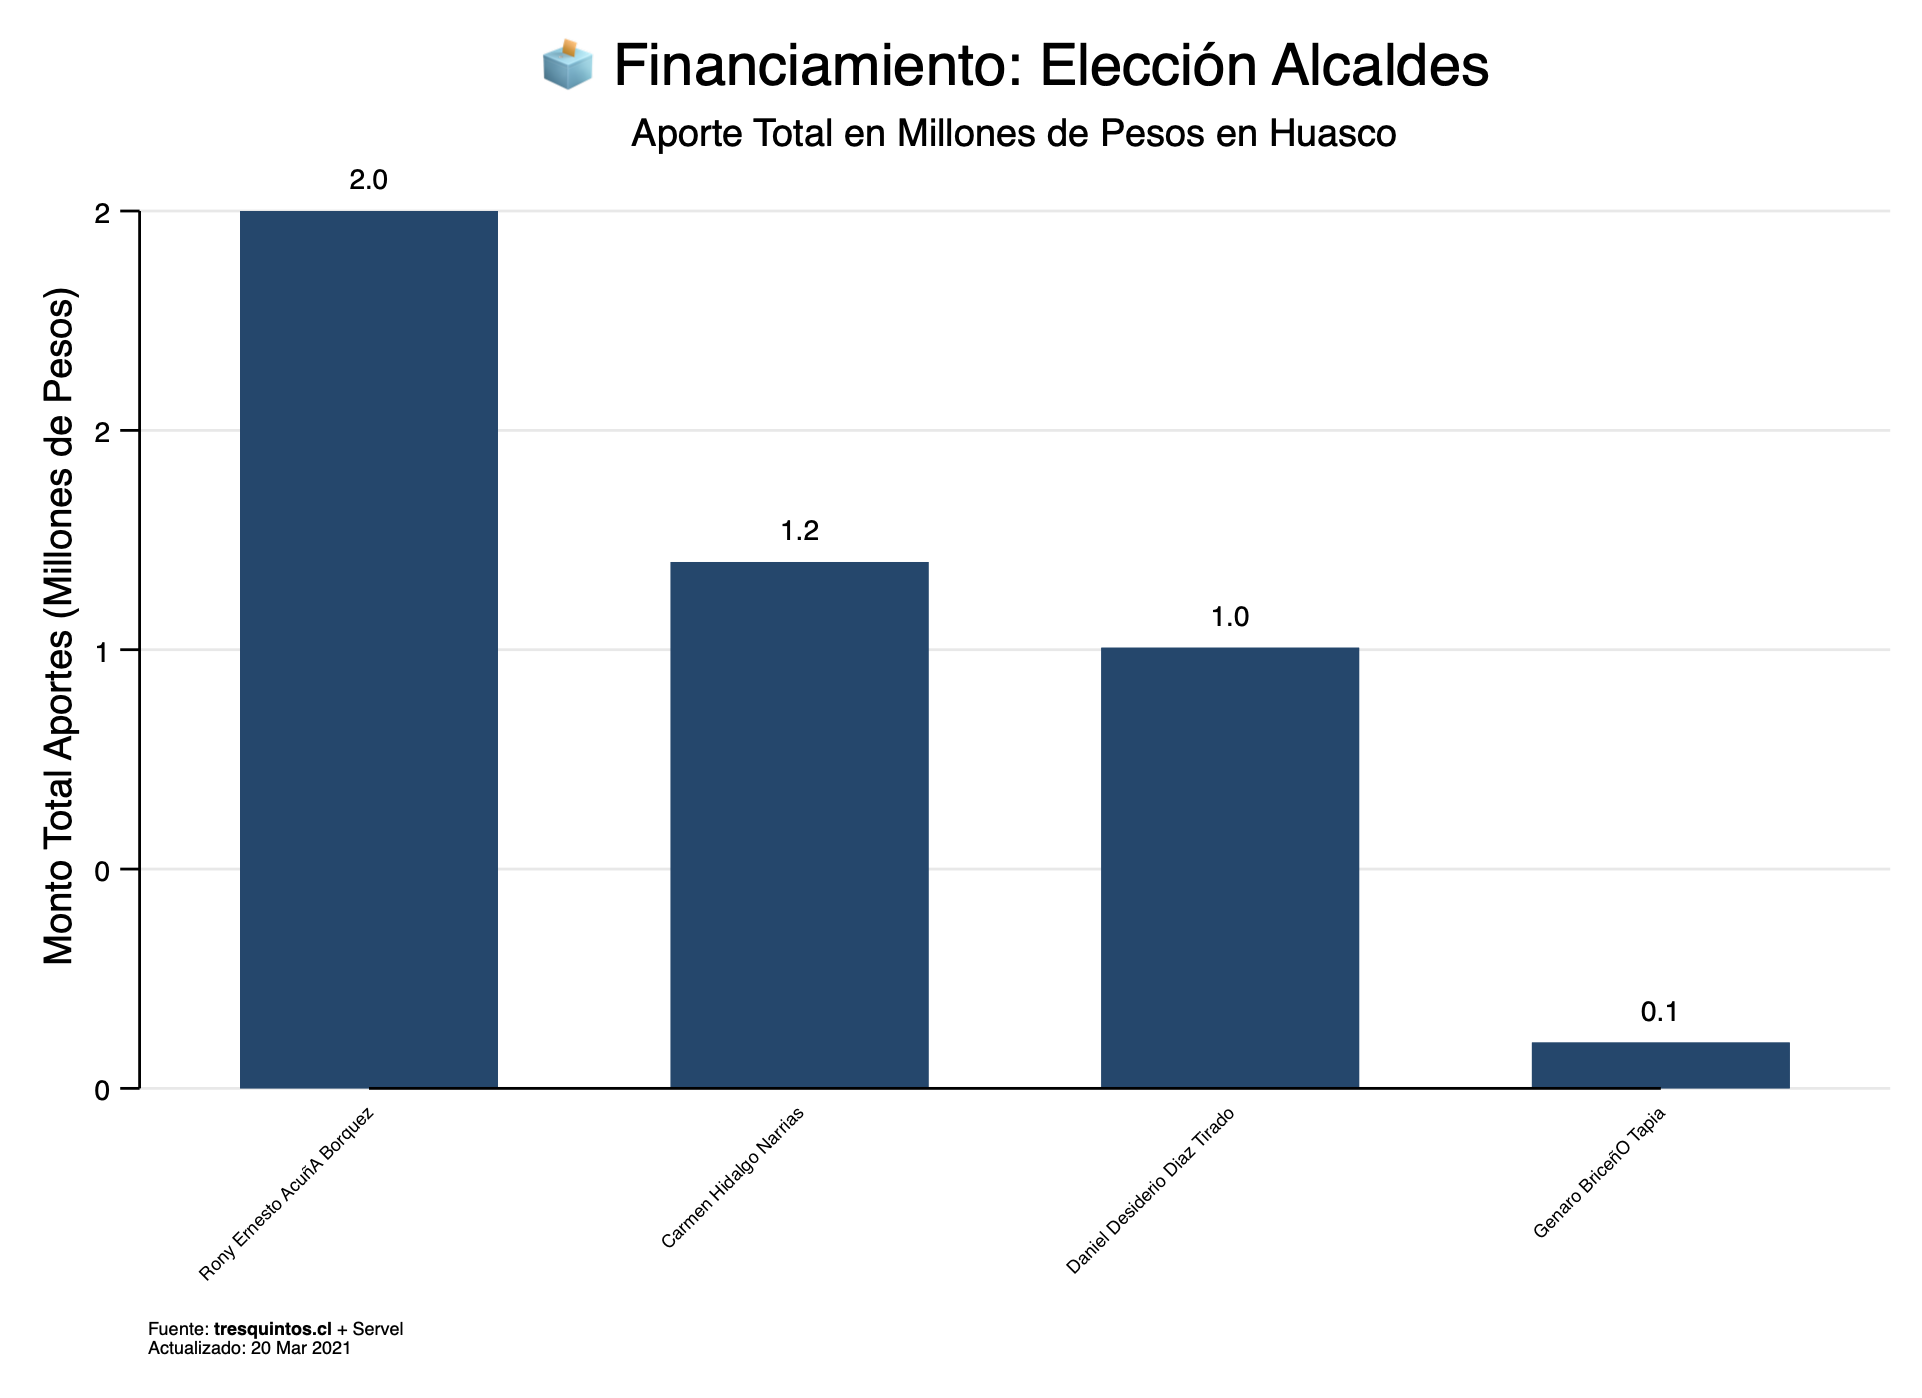 🗳️ Financiamiento: Elección Alcaldes
Aporte Total en Millones de Pesos en Huasco
Monto Total Aportes (Millones de Pesos)
2
2
1
0
0
2.0
1.2
1.0
0.1
Rony Ernesto AcuñA Borquez
Carmen Hidalgo Narrias
Daniel Desiderio Diaz Tirado
Genaro BriceñO Tapia
Fuente: tresquintos.cl + Servel
Actualizado: 20 Mar 2021